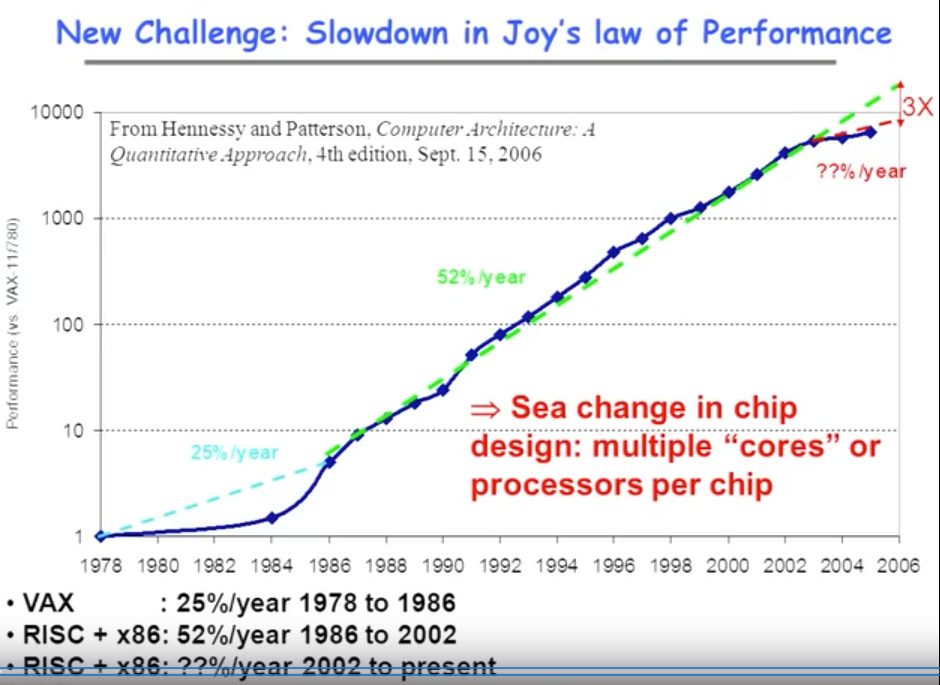 New Challenge: Slowdown in Joy's law of Performance
10000
From Hennessy and Patterson, Computer Architecture: A
Quantitative Approach, 4th edition, Sept. 15, 2006
3X
??%/year
1000
52%/year
100
Performance (vs. VAX-11/780)
⇒ Sea change in chip
design: multiple “cores” or
processors per chip
10
25%/year
1
1978 1980 1982 1984 1986 1988 1990 1992 1994 1996 1998 2000 2002 2004 2006
• VAX : 25%/year 1978 to 1986
• RISC + x86: 52%/year 1986 to 2002
• RISC + x86: ??%/year 2002 to present